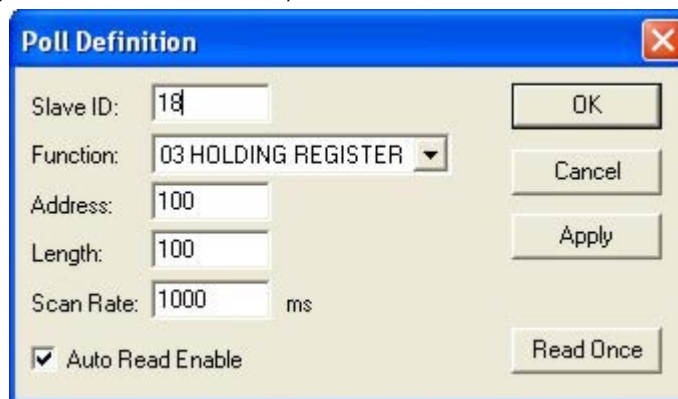 Poll Definition
Slave ID: 18 OK
Function: 03 HOLDING REGISTER Cancel
Address: 100
Apply
Length: 100
Scan Rate: 1000 ms
Auto Read Enable Read Once